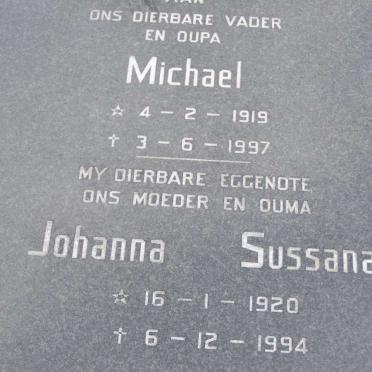 AAN
ONS DIERBARE VADER
EN OUPA
Michael
☆ 4 - 2 - 1919
✝ 3 - 6 - 1997
MY DIERBARE EGGENOTE
ONS MOEDER EN OUMA
Johanna Sussana
☆ 16 - 1 - 1920
✝ 6 - 12 - 1994